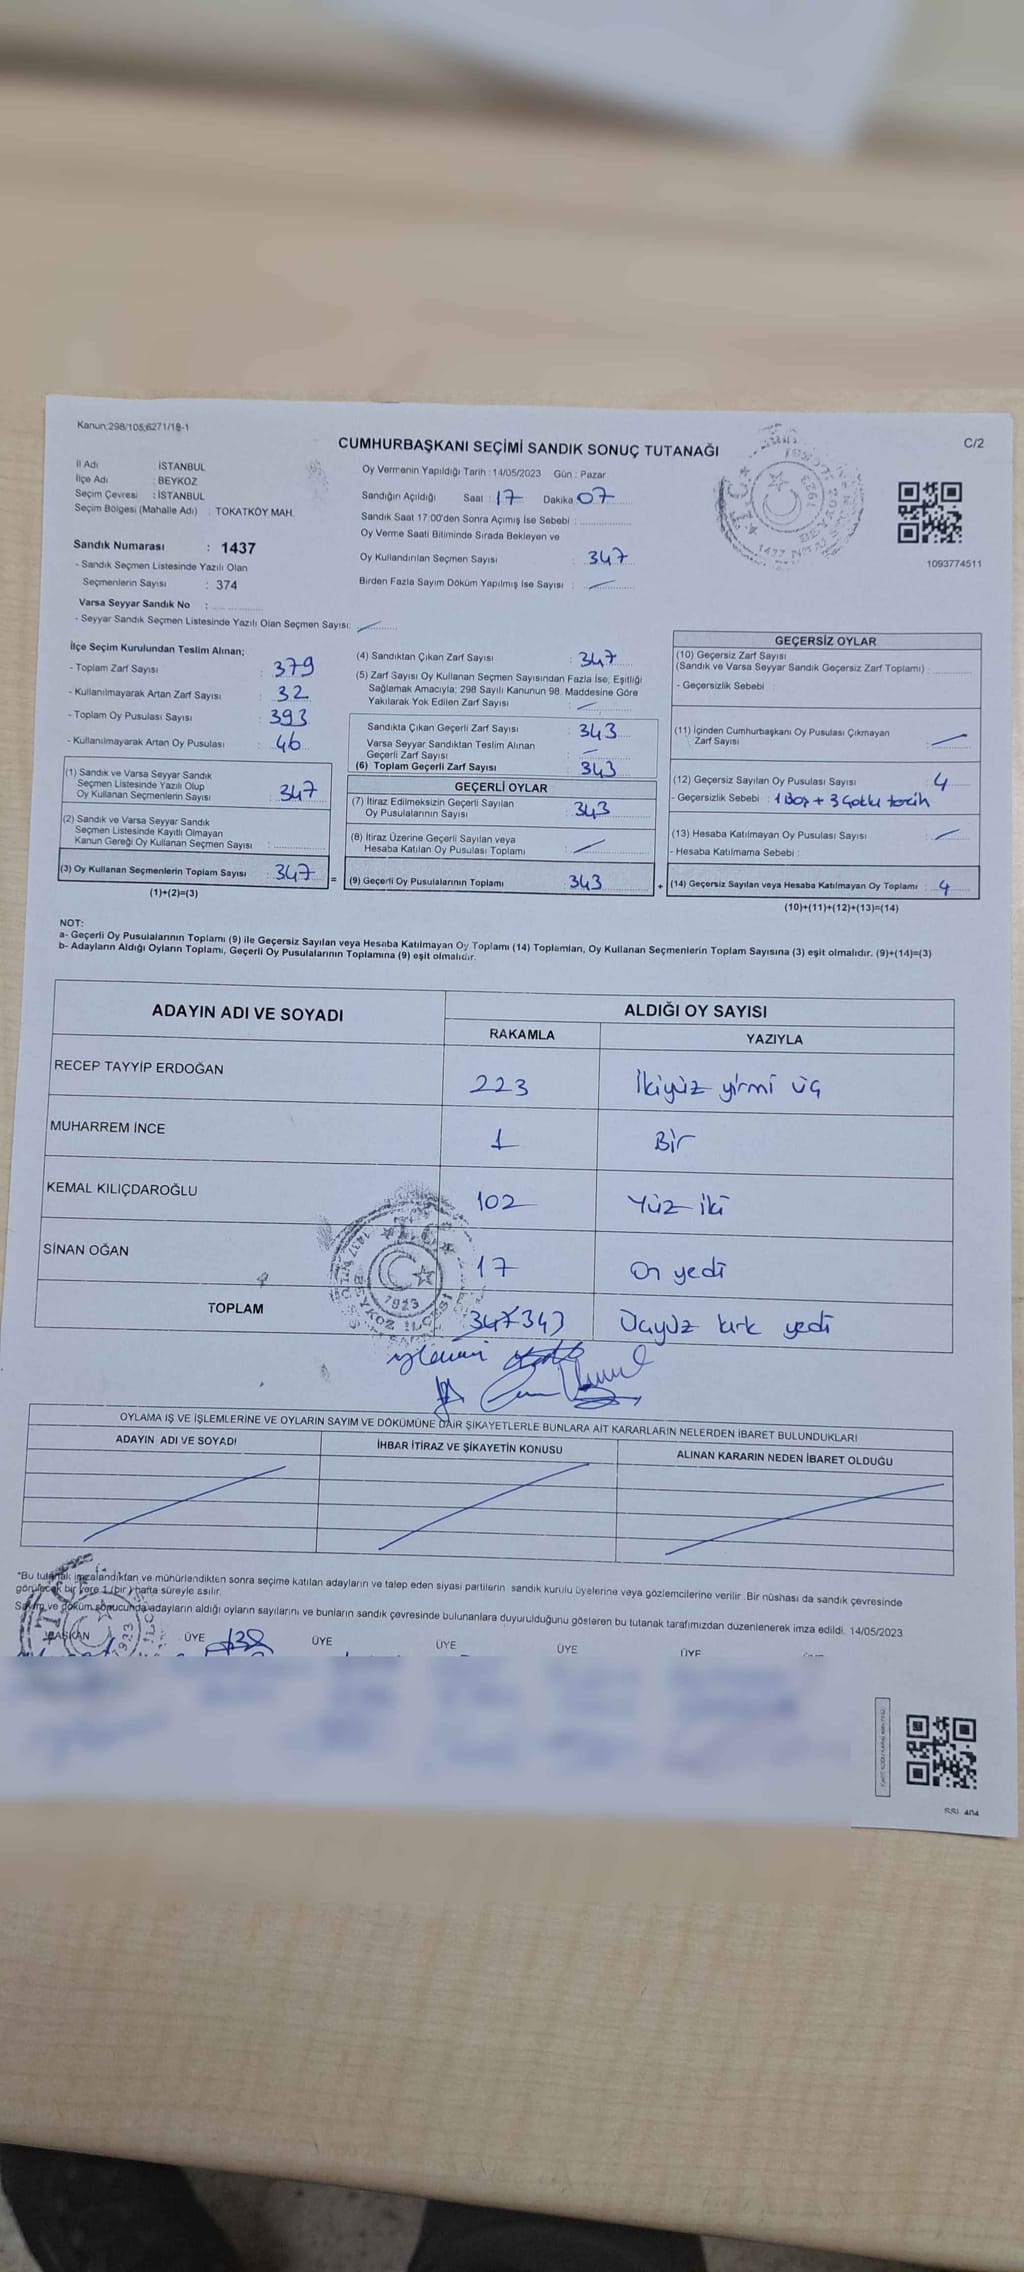 Kanun:298/105;6271/18-1
CUMHURBAŞKANI SEÇİMİ SANDIK SONUÇ TUTANAĞI
C/2
İl Adı : İSTANBUL
İlçe Adı : BEYKOZ
Seçim Çevresi : İSTANBUL
Seçim Bölgesi (Mahalle Adı) : TOKATKÖY MAH.
Sandık Numarası : 1437
- Sandık Seçmen Listesinde Yazılı Olan
Seçmenlerin Sayısı : 374
Varsa Seyyar Sandık No :
- Seyyar Sandık Seçmen Listesinde Yazılı Olan Seçmen Sayısı:
Oy Vermenin Yapıldığı Tarih : 14/05/2023 Gün : Pazar
Sandığın Açıldığı Saat : 17 Dakika 07
Sandık Saat 17:00'den Sonra Açımış İse Sebebi :
Oy Verme Saati Bitiminde Sırada Bekleyen ve
Oy Kullandırılan Seçmen Sayısı : 347
Birden Fazla Sayım Döküm Yapılmış İse Sayısı :
T.C.
1923
1093774511
İlçe Seçim Kurulundan Teslim Alınan;
- Toplam Zarf Sayısı : 379
- Kullanılmayarak Artan Zarf Sayısı : 32
- Toplam Oy Pusulası Sayısı : 393
- Kullanılmayarak Artan Oy Pusulası : 46
(1) Sandık ve Varsa Seyyar Sandık
Seçmen Listesinde Yazılı Olup
Oy Kullanan Seçmenlerin Sayısı : 347
(2) Sandık ve Varsa Seyyar Sandık
Seçmen Listesinde Kayıtlı Olmayan
Kanun Gereği Oy Kullanan Seçmen Sayısı :
(3) Oy Kullanan Seçmenlerin Toplam Sayısı : 347
(1)+(2)=(3)
(4) Sandıktan Çıkan Zarf Sayısı : 347
(5) Zarf Sayısı Oy Kullanan Seçmen Sayısından Fazla İse, Eşitliği
Sağlamak Amacıyla; 298 Sayılı Kanunun 98. Maddesine Göre
Yakılarak Yok Edilen Zarf Sayısı :
Sandıkta Çıkan Geçerli Zarf Sayısı : 343
Varsa Seyyar Sandıktan Teslim Alınan
Geçerli Zarf Sayısı :
(6) Toplam Geçerli Zarf Sayısı : 343
GEÇERLİ OYLAR
(7) İtiraz Edilmeksizin Geçerli Sayılan
Oy Pusulalarının Sayısı : 343
(8) İtiraz Üzerine Geçerli Sayılan veya
Hesaba Katılan Oy Pusulası Toplamı :
= (9) Geçerli Oy Pusulalarının Toplamı : 343
GEÇERSİZ OYLAR
(10) Geçersiz Zarf Sayısı
(Sandık ve Varsa Seyyar Sandık Geçersiz Zarf Toplamı) :
- Geçersizlik Sebebi :
(11) İçinden Cumhurbaşkanı Oy Pusulası Çıkmayan
Zarf Sayısı :
(12) Geçersiz Sayılan Oy Pusulası Sayısı : 4
- Geçersizlik Sebebi : 1 Boş + 3 Çoklu tercih
(13) Hesaba Katılmayan Oy Pusulası Sayısı :
- Hesaba Katılmama Sebebi :
+ (14) Geçersiz Sayılan veya Hesaba Katılmayan Oy Toplamı : 4
(10)+(11)+(12)+(13)=(14)
NOT:
a- Geçerli Oy Pusulalarının Toplamı (9) ile Geçersiz Sayılan veya Hesaba Katılmayan Oy Toplamı (14) Toplamları, Oy Kullanan Seçmenlerin Toplam Sayısına (3) eşit olmalıdır. (9)+(14)=(3)
b- Adayların Aldığı Oyların Toplamı, Geçerli Oy Pusulalarının Toplamına (9) eşit olmalıdır.
ADAYIN ADI VE SOYADI
ALDIĞI OY SAYISI
RAKAMLA YAZIYLA
RECEP TAYYİP ERDOĞAN 223 İkiyüz yirmi üç
MUHARREM İNCE 1 Bir
KEMAL KILIÇDAROĞLU 102 Yüz iki
SİNAN OĞAN 17 On yedi
TOPLAM 347 343 Üçyüz kırk yedi
T.C.
1923
BEYKOZ İLÇESİ
OYLAMA İŞ VE İŞLEMLERİNE VE OYLARIN SAYIM VE DÖKÜMÜNE DAİR ŞİKAYETLERLE BUNLARA AİT KARARLARIN NELERDEN İBARET BULUNDUKLARI
ADAYIN ADI VE SOYADI İHBAR İTİRAZ VE ŞİKAYETİN KONUSU ALINAN KARARIN NEDEN İBARET OLDUĞU
*Bu tutanak imzalandıktan ve mühürlendikten sonra seçime katılan adayların ve talep eden siyasi partilerin sandık kurulu üyelerine veya gözlemcilerine verilir. Bir nüshası da sandık çevresinde
görülecek bir yere 1 (bir) hafta süreyle asılır.
Sayım ve döküm sonucunda adayların aldığı oyların sayılarını ve bunların sandık çevresinde bulunanlara duyurulduğunu gösteren bu tutanak tarafımızdan düzenlenerek imza edildi. 14/05/2023
BAŞKAN ÜYE ÜYE ÜYE ÜYE ÜYE